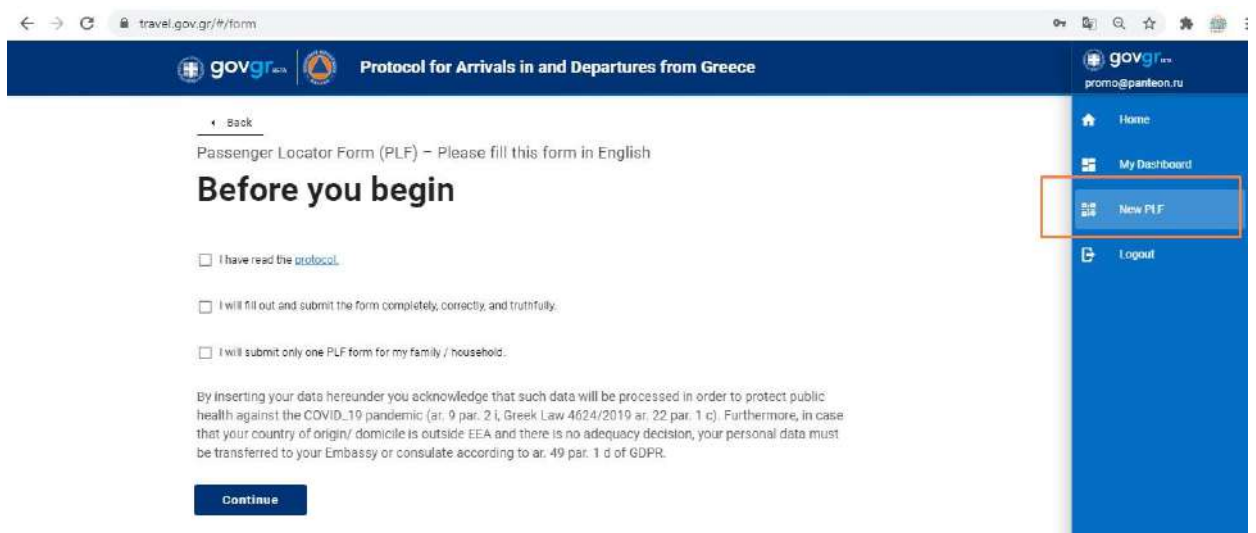 travel.gov.gr/#/form
govgr BETA
Protocol for Arrivals in and Departures from Greece
govgr BETA
promo@panteon.ru
Back
Passenger Locator Form (PLF) – Please fill this form in English
Before you begin
I have read the protocol.
I will fill out and submit the form completely, correctly, and truthfully.
I will submit only one PLF form for my family / household.
By inserting your data hereunder you acknowledge that such data will be processed in order to protect public
health against the COVID_19 pandemic (ar. 9 par. 2 i, Greek Law 4624/2019 ar. 22 par. 1 c). Furthermore, in case
that your country of origin/ domicile is outside EEA and there is no adequacy decision, your personal data must
be transferred to your Embassy or consulate according to ar. 49 par. 1 d of GDPR.
Continue
Home
My Dashboard
New PLF
Logout